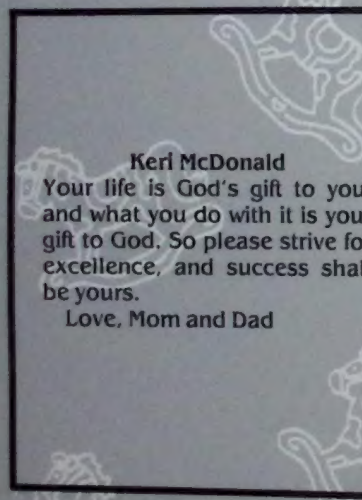 Keri McDonald
Your life is God's gift to you
and what you do with it is you
gift to God. So please strive fo
excellence, and success shal
be yours.
Love, Mom and Dad